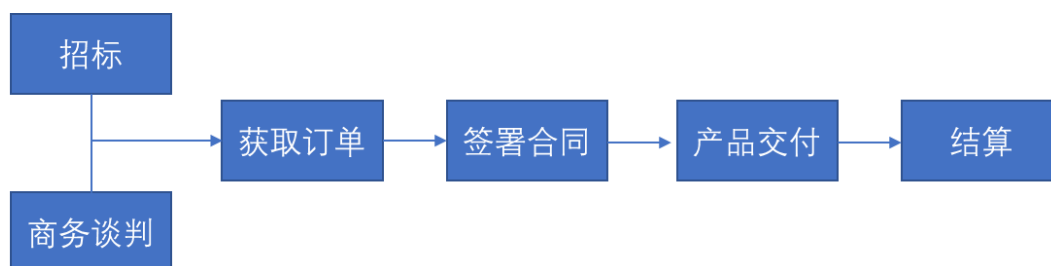 招标
获取订单
签署合同
产品交付
结算
商务谈判